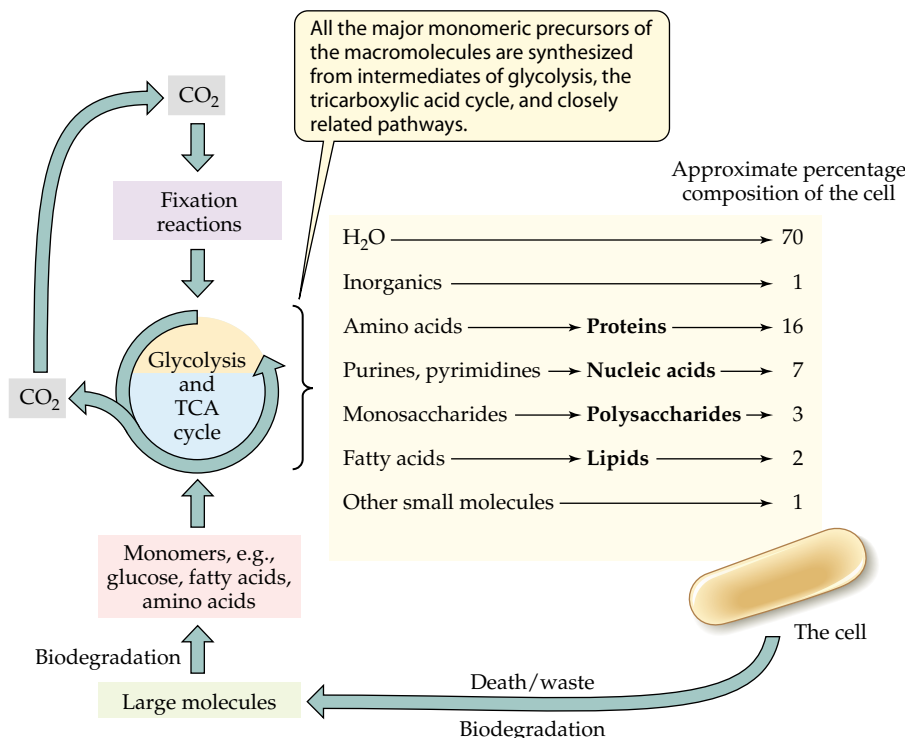 All the major monomeric precursors of
the macromolecules are synthesized
from intermediates of glycolysis, the
tricarboxylic acid cycle, and closely
related pathways.
CO₂
Fixation
reactions
Approximate percentage
composition of the cell
H₂O 70
Inorganics 1
Amino acids Proteins 16
Purines, pyrimidines Nucleic acids 7
Monosaccharides Polysaccharides 3
Fatty acids Lipids 2
Other small molecules 1
Glycolysis
and
TCA
cycle
CO₂
Monomers, e.g.,
glucose, fatty acids,
amino acids
The cell
Biodegradation
Large molecules
Death/waste
Biodegradation